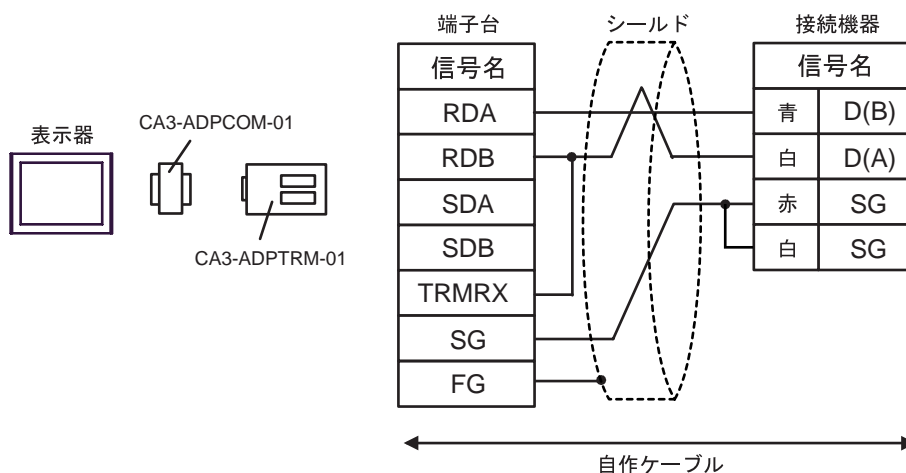 表示器
CA3-ADPCOM-01
CA3-ADPTRM-01
端子台
シールド
接続機器
信号名
信号名
RDA
青 D(B)
RDB
白 D(A)
SDA
赤 SG
SDB
白 SG
TRMRX
SG
FG
自作ケーブル